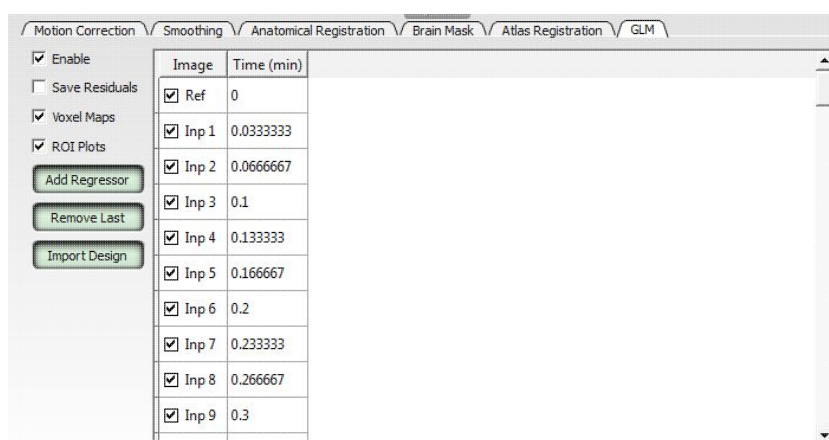 Motion Correction Smoothing Anatomical Registration Brain Mask Atlas Registration GLM
Enable
Save Residuals
Voxel Maps
ROI Plots
Add Regressor
Remove Last
Import Design
Image Time (min)
Ref 0
Inp 1 0.0333333
Inp 2 0.0666667
Inp 3 0.1
Inp 4 0.133333
Inp 5 0.166667
Inp 6 0.2
Inp 7 0.233333
Inp 8 0.266667
Inp 9 0.3